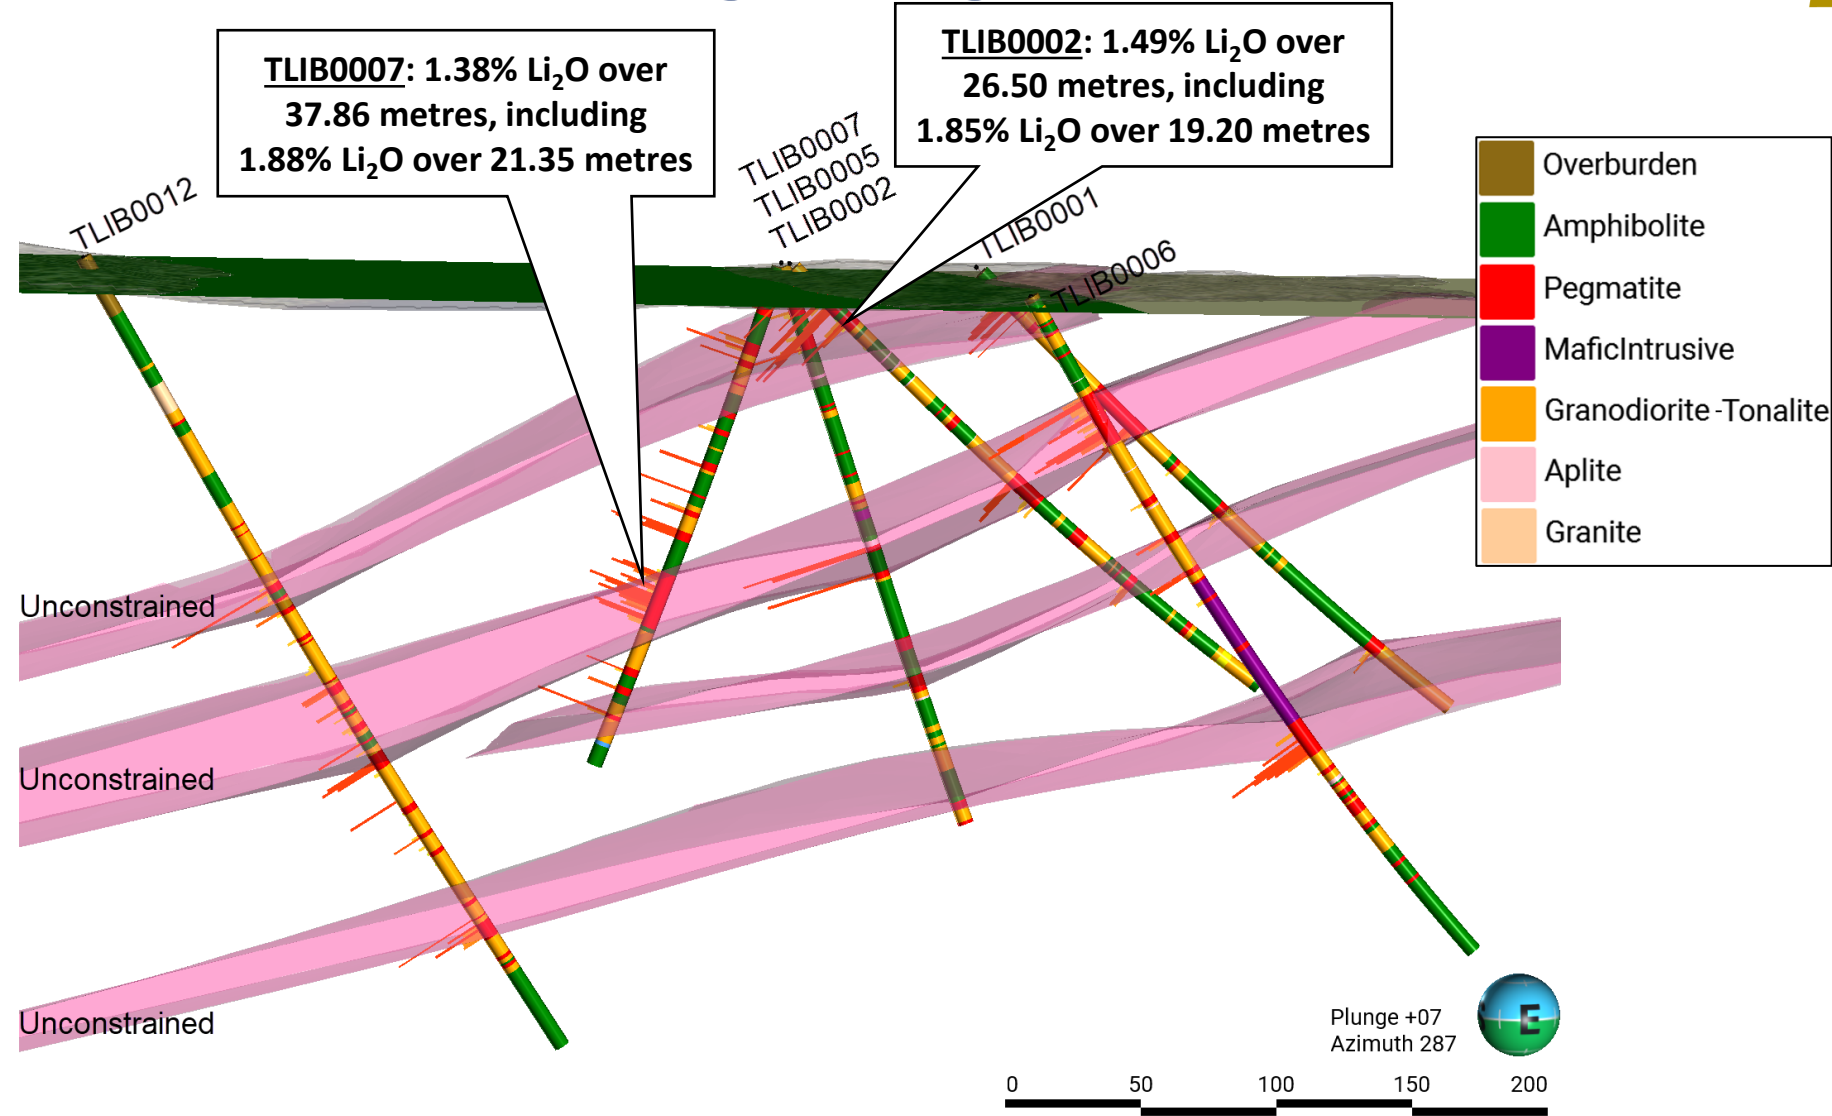 TLIB0007: 1.38% Li₂O over
37.86 metres, including
1.88% Li₂O over 21.35 metres
TLIB0002: 1.49% Li₂O over
26.50 metres, including
1.85% Li₂O over 19.20 metres
TLIB0012
TLIB0007
TLIB0005
TLIB0002
TLIB0001
TLIB0006
Overburden
Amphibolite
Pegmatite
MaficIntrusive
Granodiorite-Tonalite
Aplite
Granite
Unconstrained
Unconstrained
Unconstrained
E
Plunge +07
Azimuth 287
0 50 100 150 200